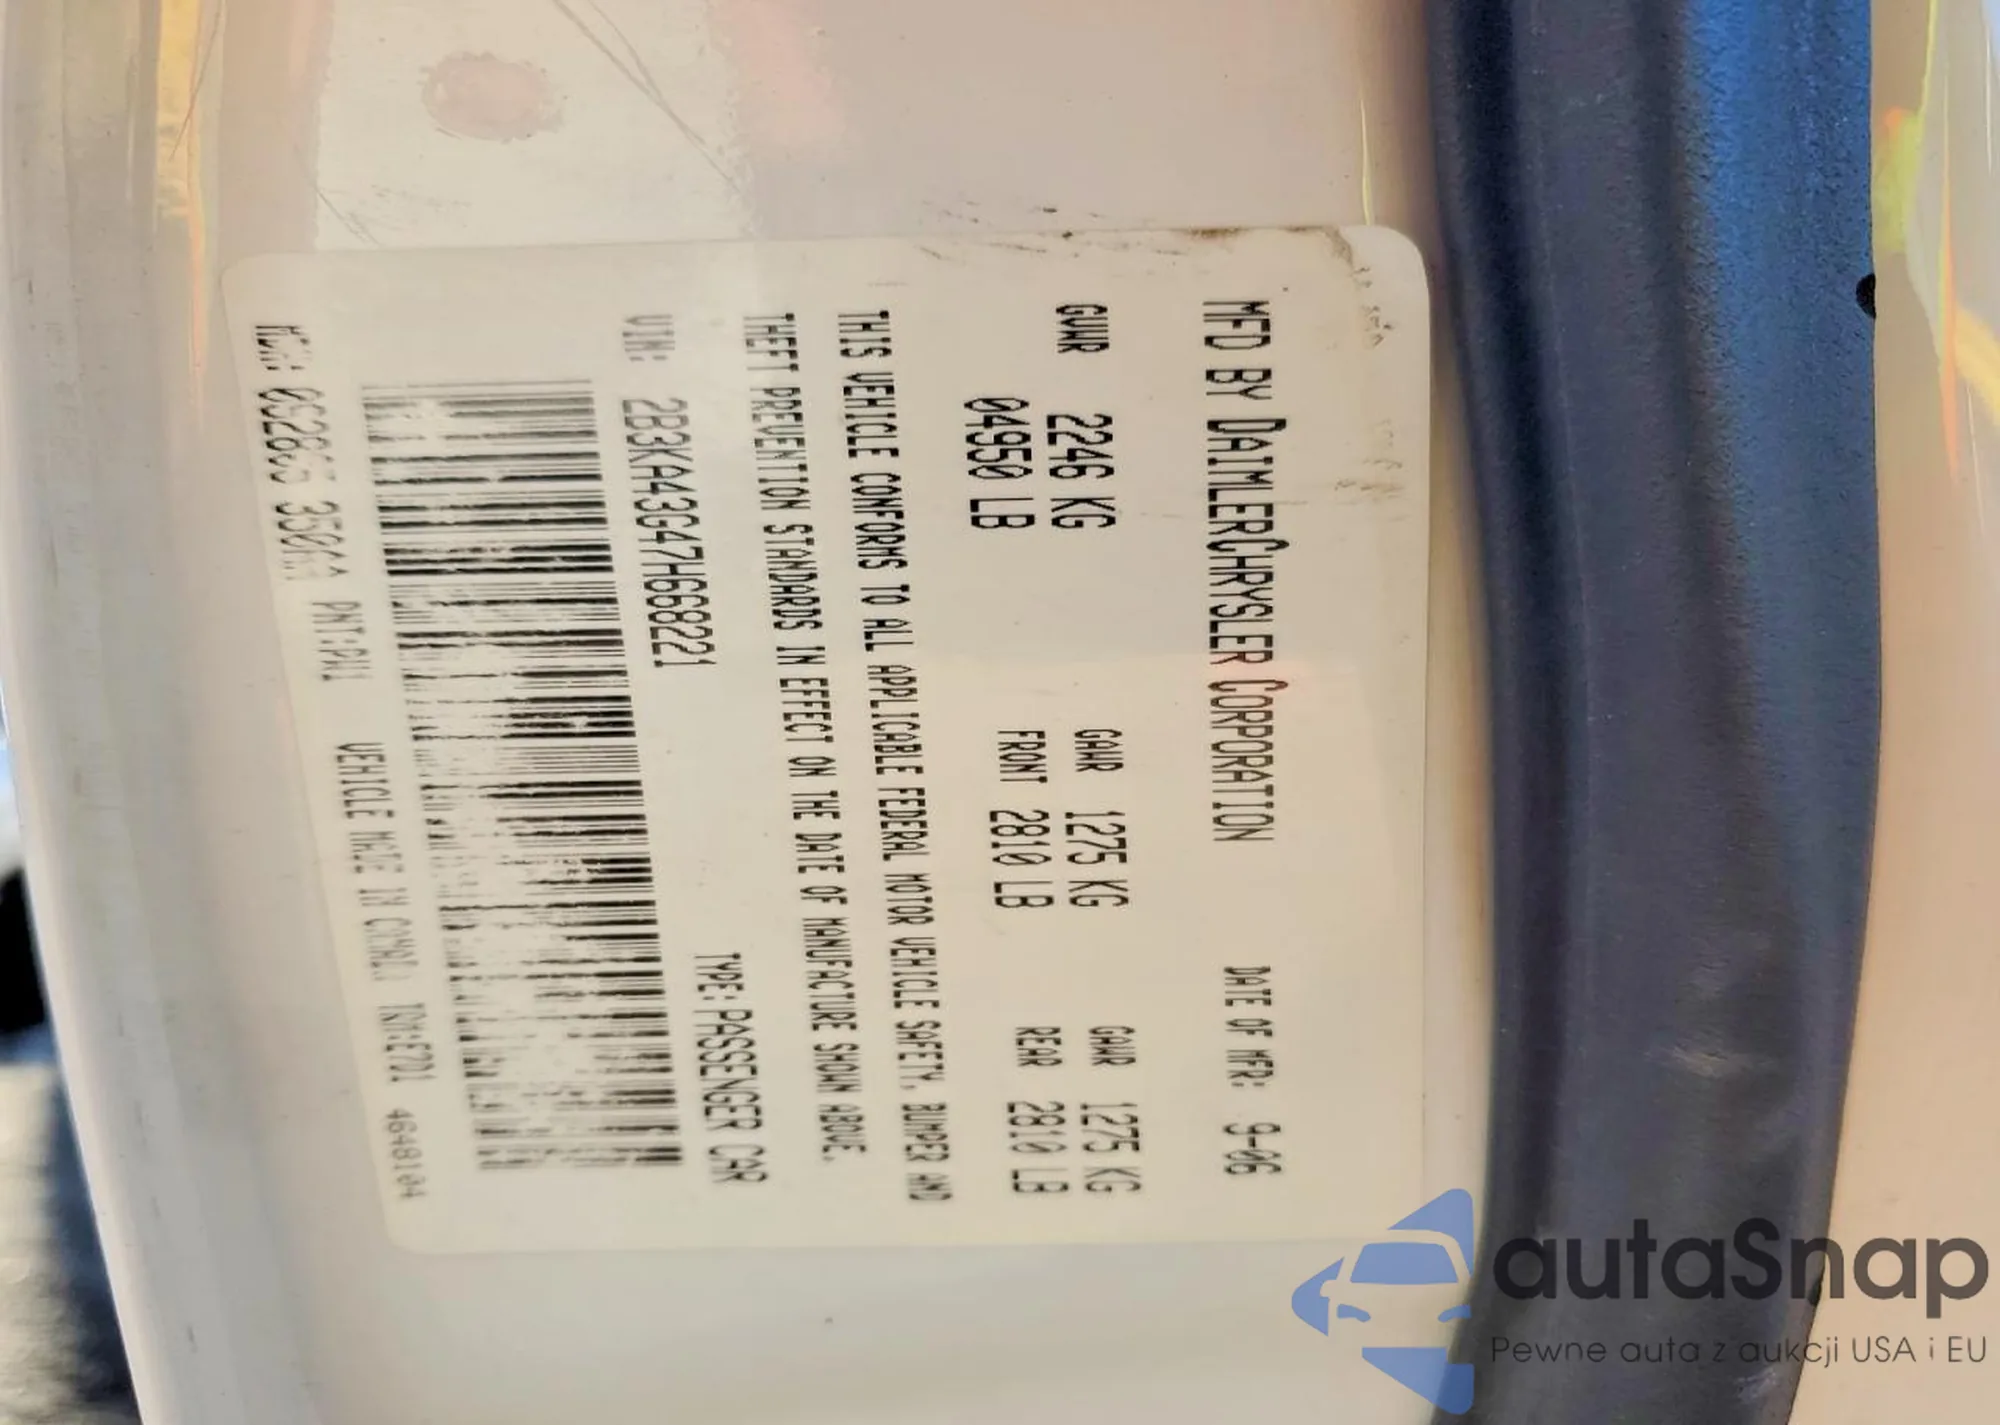 MFD BY DAIMLERCHRYSLER CORPORATION DATE OF MFR: 9-06
GVWR 2246 KG GAWR 1275 KG GAWR 1275 KG
04950 LB FRONT 2810 LB REAR 2810 LB
THIS VEHICLE CONFORMS TO ALL APPLICABLE FEDERAL MOTOR VEHICLE SAFETY, BUMPER AND
THEFT PREVENTION STANDARDS IN EFFECT ON THE DATE OF MANUFACTURE SHOWN ABOVE.
VIN: 2B3KA43G47H668221 TYPE: PASSENGER CAR
PNT:PW1 VEHICLE MADE IN CANADA 4648104
autaSnap
Pewne auta z aukcji USA i EU